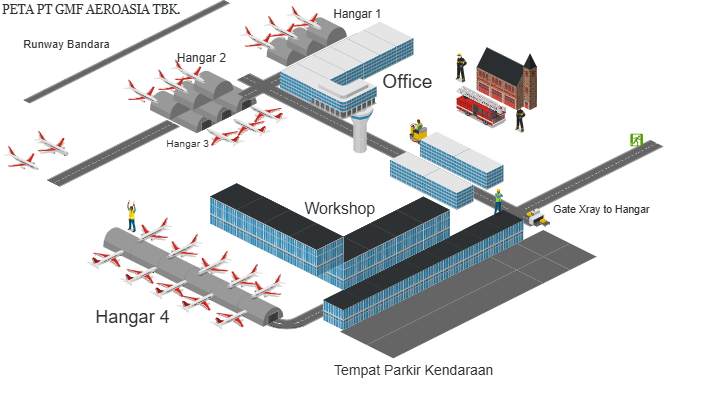 PETA PT GMF AEROASIA TBK.
Hangar 1
Runway Bandara
Hangar 2
Office
Hangar 3
Workshop
Gate Xray to Hangar
Hangar 4
Tempat Parkir Kendaraan